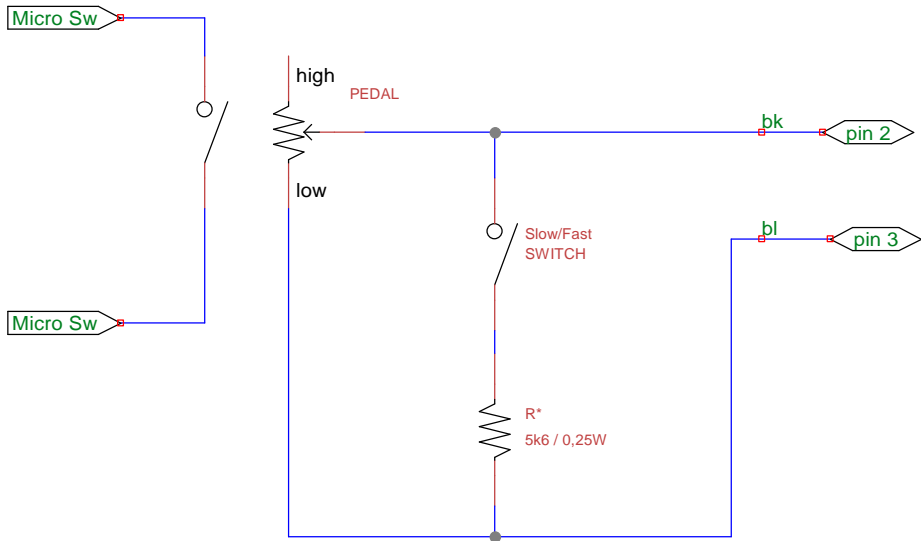 Micro Sw
high
PEDAL
bk
pin 2
low
Slow/Fast
SWITCH
bl
pin 3
Micro Sw
R*
5k6 / 0,25W